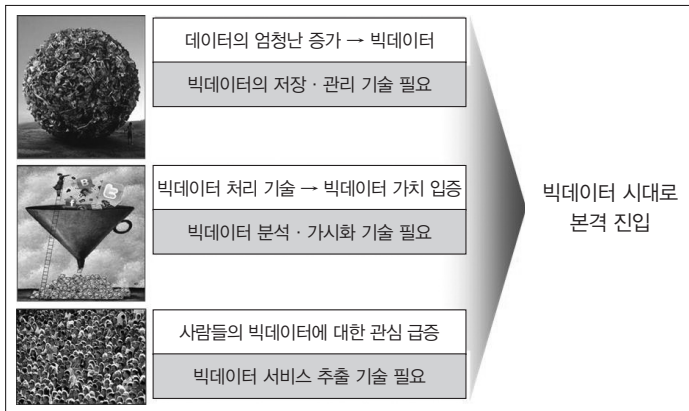 데이터의 엄청난 증가 → 빅데이터
빅데이터의 저장 · 관리 기술 필요
빅데이터 처리 기술 → 빅데이터 가치 입증
빅데이터 분석 · 가시화 기술 필요
사람들의 빅데이터에 대한 관심 급증
빅데이터 서비스 추출 기술 필요
빅데이터 시대로
본격 진입